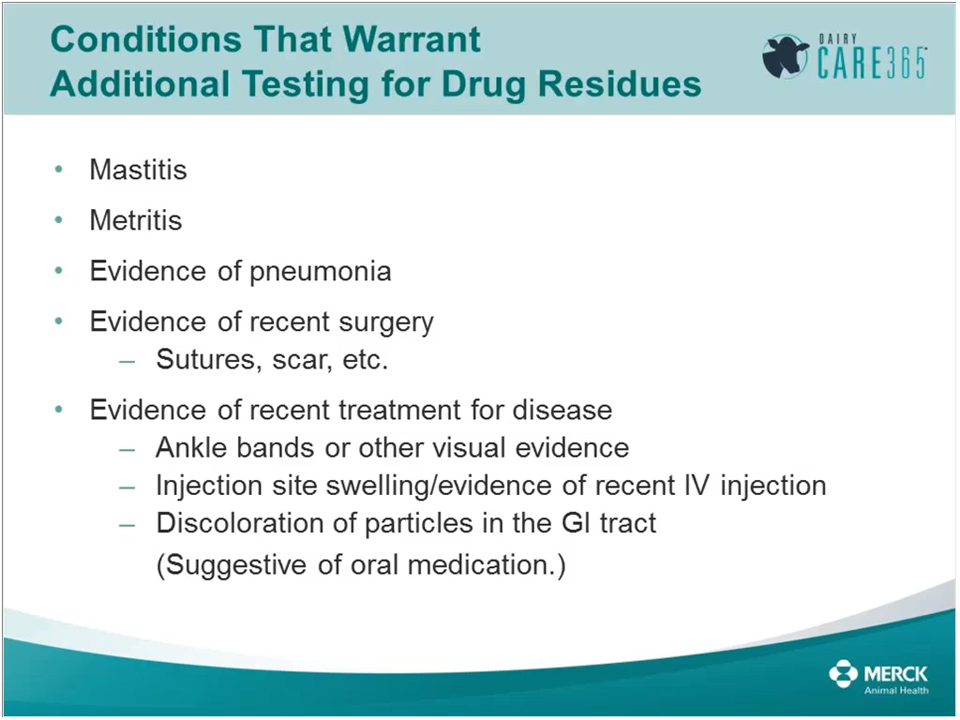 Conditions That Warrant
Additional Testing for Drug Residues
DAIRY
CARE365™
• Mastitis
• Metritis
• Evidence of pneumonia
• Evidence of recent surgery
– Sutures, scar, etc.
• Evidence of recent treatment for disease
– Ankle bands or other visual evidence
– Injection site swelling/evidence of recent IV injection
– Discoloration of particles in the GI tract
(Suggestive of oral medication.)
MERCK
Animal Health